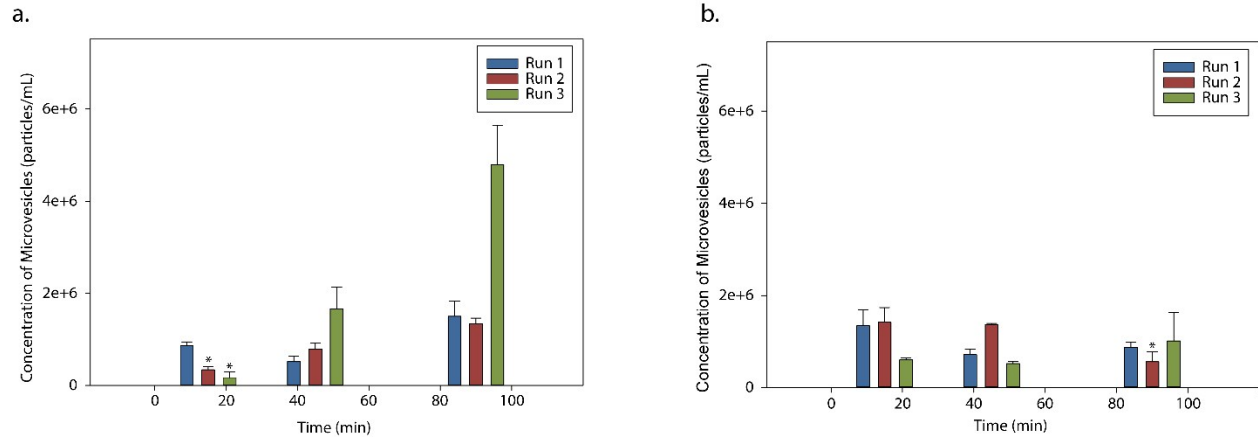 a.
Concentration of Microvesicles (particles/mL)
6e+6
4e+6
2e+6
0
Run 1
Run 2
Run 3
*
*
0 20 40 60 80 100
Time (min)
b.
Concentration of Microvesicles (particles/mL)
6e+6
4e+6
2e+6
0
Run 1
Run 2
Run 3
*
0 20 40 60 80 100
Time (min)